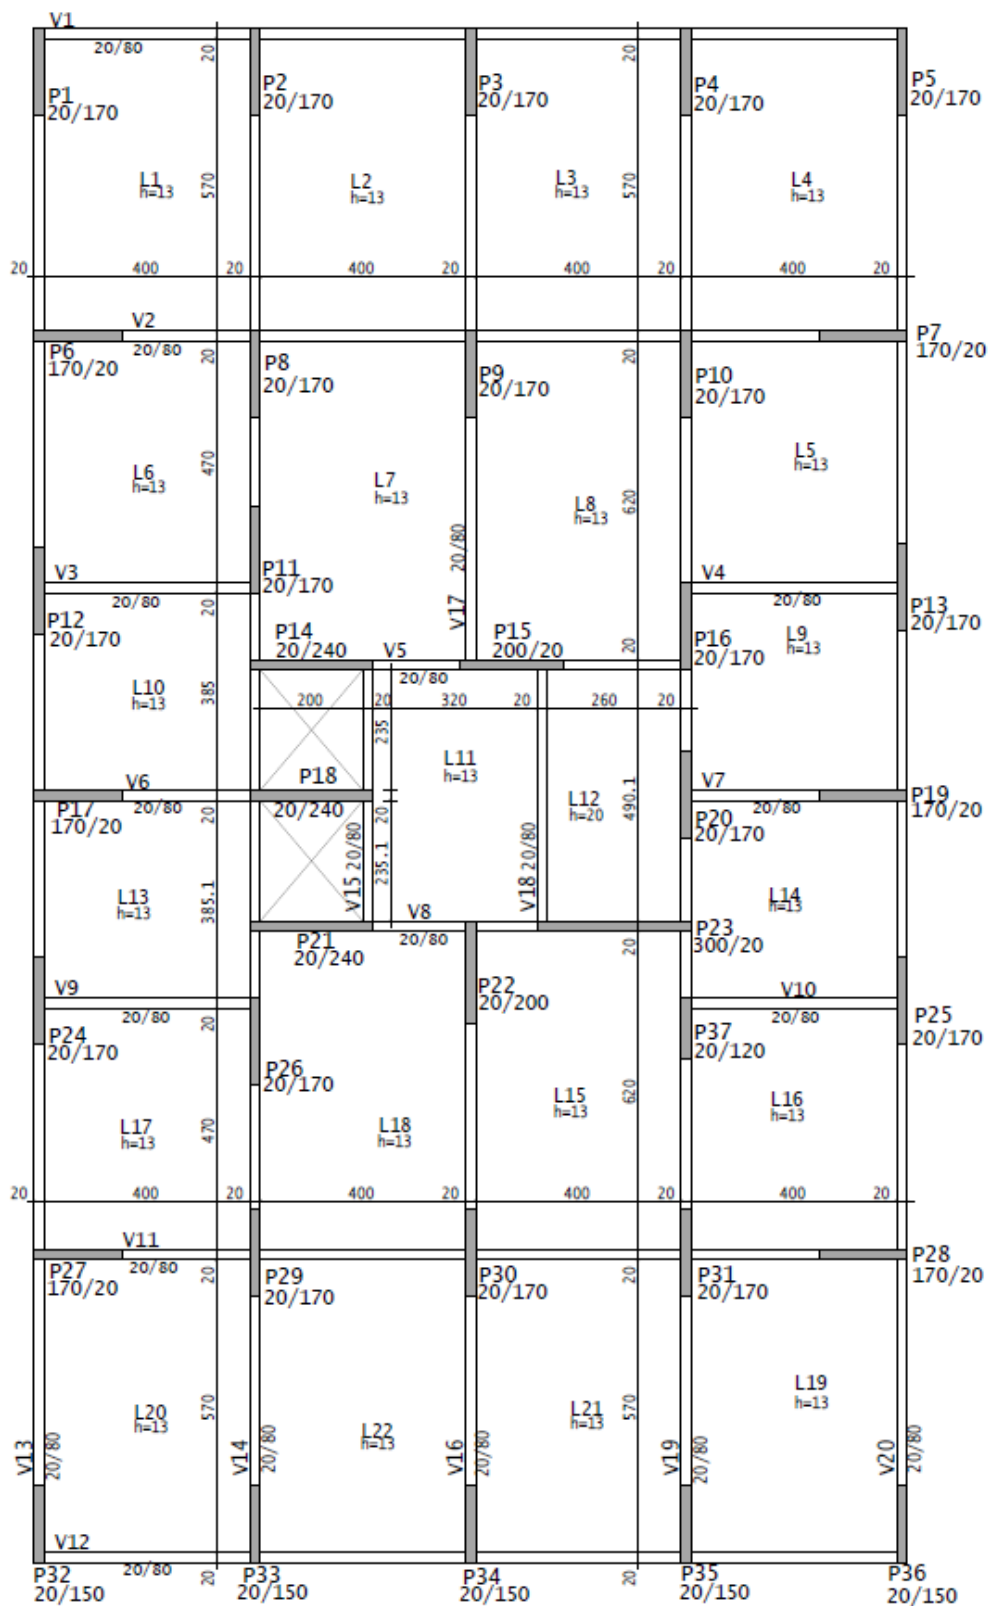 V1
20/80
20
20
P1
20/170
P2
20/170
P3
20/170
P4
20/170
P5
20/170
L1
h=13
570
L2
h=13
L3
h=13
570
L4
h=13
20
400
20
400
20
400
20
400
20
V2
20/80
20
20
P6
170/20
P7
170/20
P8
20/170
P9
20/170
P10
20/170
L6
h=13
470
L7
h=13
L8
h=13
620
L5
h=13
20/80
V17
V3
20/80
20
P11
20/170
V4
20/80
P12
20/170
P13
20/170
P14
20/240
V5
20/80
P15
200/20
20
P16
20/170
L9
h=13
L10
h=13
385
200
20
320
20
260
20
235
L11
h=13
L12
h=20
490.1
V6
20/80
P17
170/20
20
P18
20/240
20
V7
20/80
P19
170/20
P20
20/170
V15 20/80
235.1
V18 20/80
L13
h=13
385.1
L14
h=13
V8
20/80
P21
20/240
20
P23
300/20
V9
20/80
20
P22
20/200
V10
20/80
P24
20/170
P25
20/170
P26
20/170
P37
20/120
L17
h=13
470
L18
h=13
L15
h=13
620
L16
h=13
20
400
20
400
20
400
20
400
20
V11
20/80
20
20
P27
170/20
P28
170/20
P29
20/170
P30
20/170
P31
20/170
L20
h=13
570
L22
h=13
L21
h=13
570
L19
h=13
V13
20/80
V14
20/80
V16
20/80
V19
20/80
V20
20/80
V12
20/80
20
20
P32
20/150
P33
20/150
P34
20/150
P35
20/150
P36
20/150